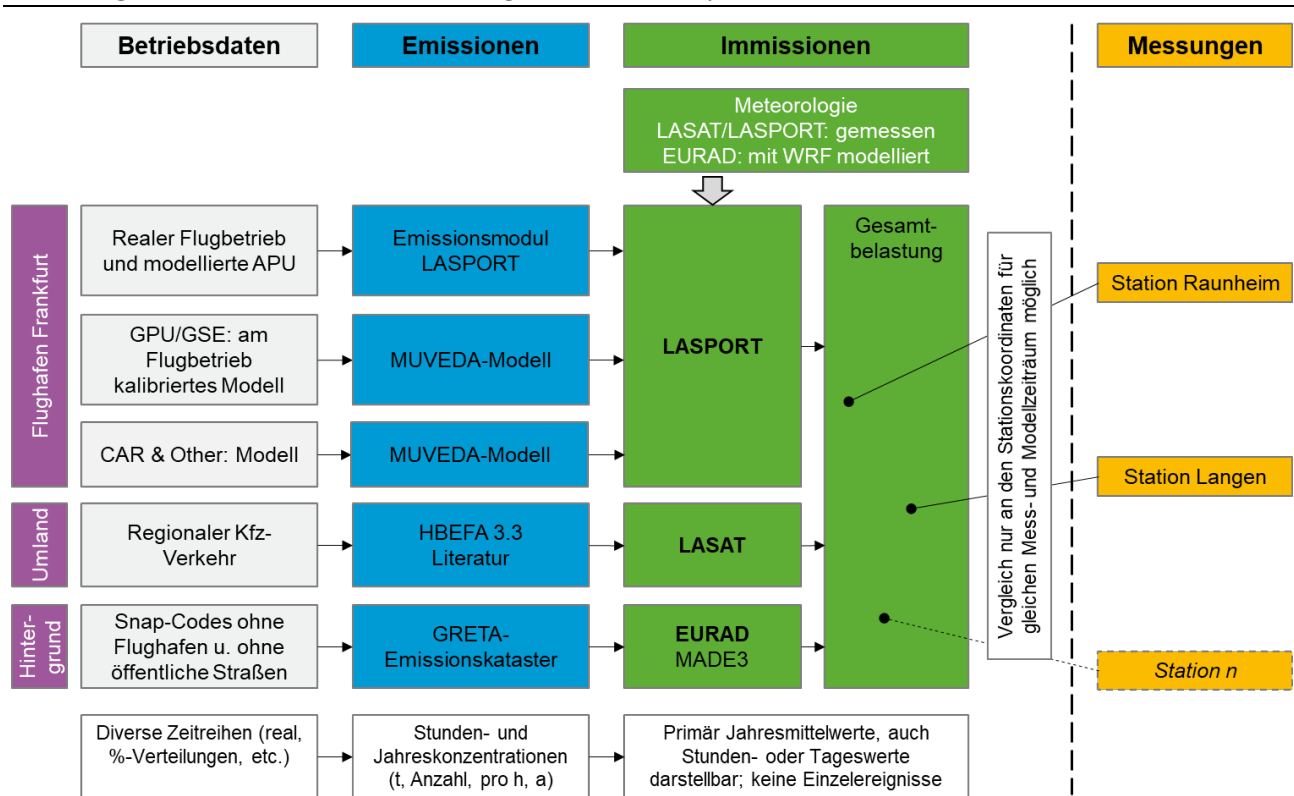 Betriebsdaten
Emissionen
Immissionen
Messungen
Meteorologie
LASAT/LASPORT: gemessen
EURAD: mit WRF modelliert
Flughafen Frankfurt
Realer Flugbetrieb
und modellierte APU
Emissionsmodul
LASPORT
GPU/GSE: am
Flugbetrieb
kalibriertes Modell
MUVEDA-Modell
CAR & Other: Modell
MUVEDA-Modell
LASPORT
Gesamt-
belastung
Vergleich nur an den Stationskoordinaten für
gleichen Mess- und Modellzeiträum möglich
Station Raunheim
Station Langen
Station n
Umland
Regionaler Kfz-
Verkehr
HBEFA 3.3
Literatur
LASAT
Hinter-
grund
Snap-Codes ohne
Flughafen u. ohne
öffentliche Straßen
GRETA-
Emissionskataster
EURAD
MADE3
Diverse Zeitreihen (real,
%-Verteilungen, etc.)
Stunden- und
Jahreskonzentrationen
(t, Anzahl, pro h, a)
Primär Jahresmittelwerte, auch
Stunden- oder Tageswerte
darstellbar; keine Einzelereignisse